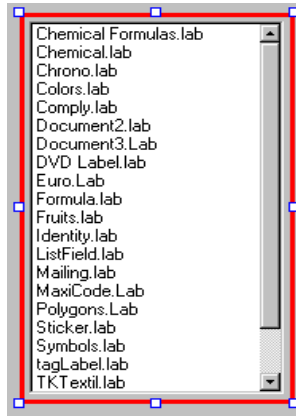 Chemical Formulas.lab
Chemical.lab
Chrono.lab
Colors.lab
Comply.lab
Document2.lab
Document3.Lab
DVD Label.lab
Euro.Lab
Formula.lab
Fruits.lab
Identity.lab
ListField.lab
Mailing.lab
MaxiCode.Lab
Polygons.Lab
Sticker.lab
Symbols.lab
tagLabel.lab
TKTextil.lab